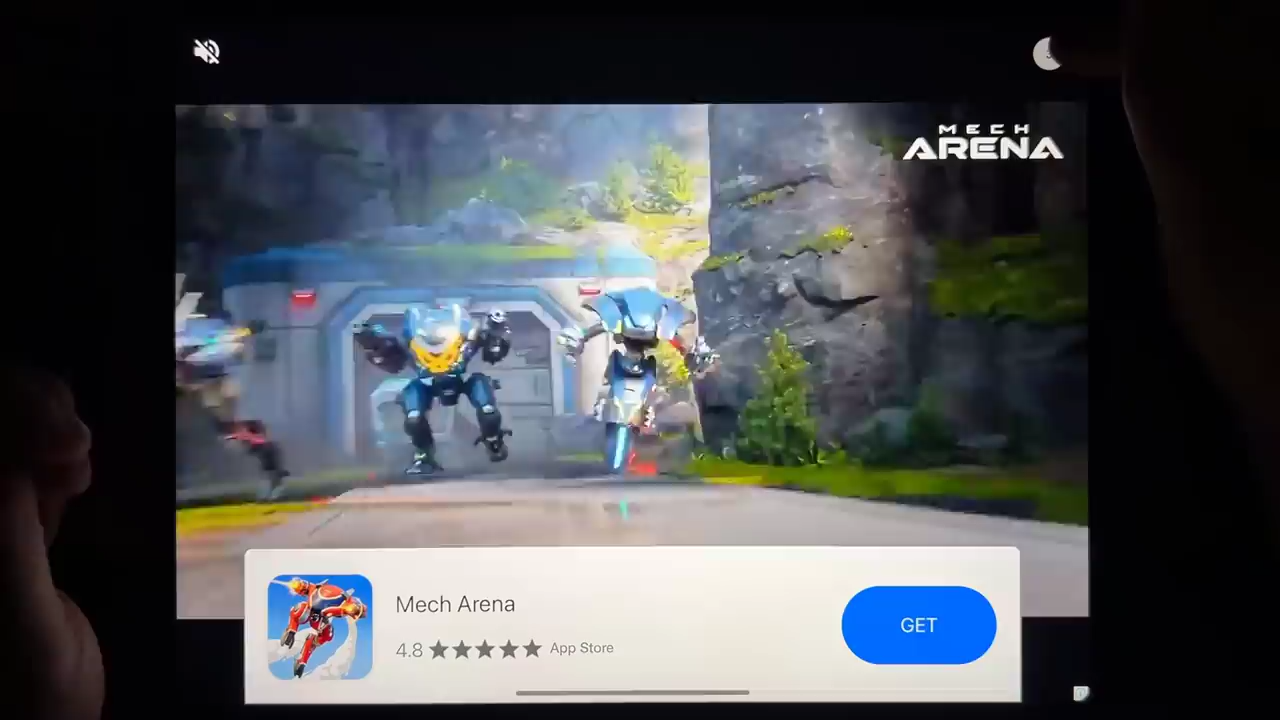 MECH
ARENA
Mech Arena
4.8 ★★★★★ App Store
GET